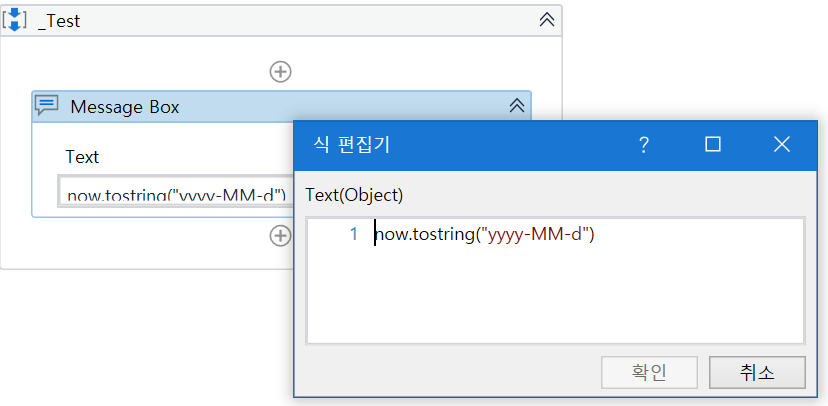 _Test
Message Box
Text
now.tostring("yyyy-MM-d")
식 편집기
?
Text(Object)
1 now.tostring("yyyy-MM-d")
확인 취소